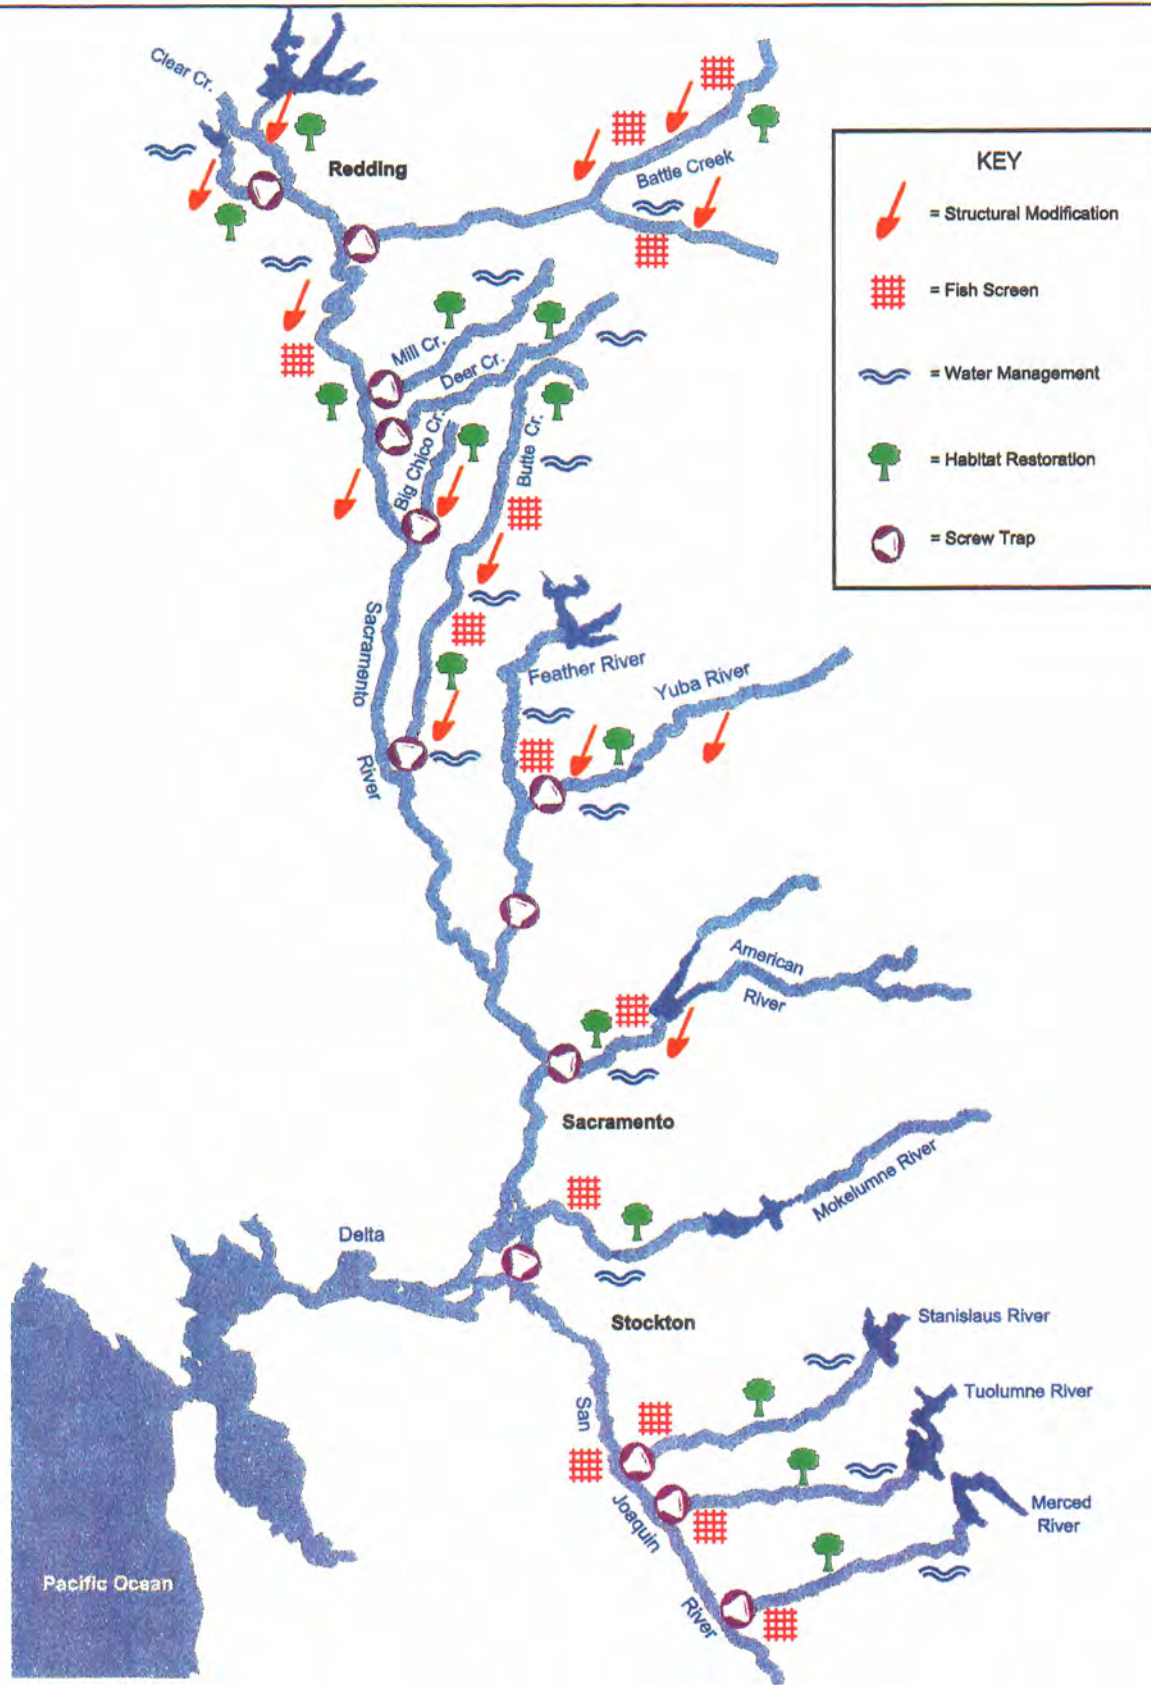 Clear Cr.
Redding
Battle Creek
KEY
= Structural Modification
= Fish Screen
= Water Management
= Habitat Restoration
= Screw Trap
Mill Cr.
Deer Cr.
Big Chico Cr.
Butte Cr.
Sacramento
River
Feather River
Yuba River
American
River
Sacramento
Mokelumne River
Delta
Stockton
Stanislaus River
Tuolumne River
San
Joaquin
River
Merced
River
Pacific Ocean